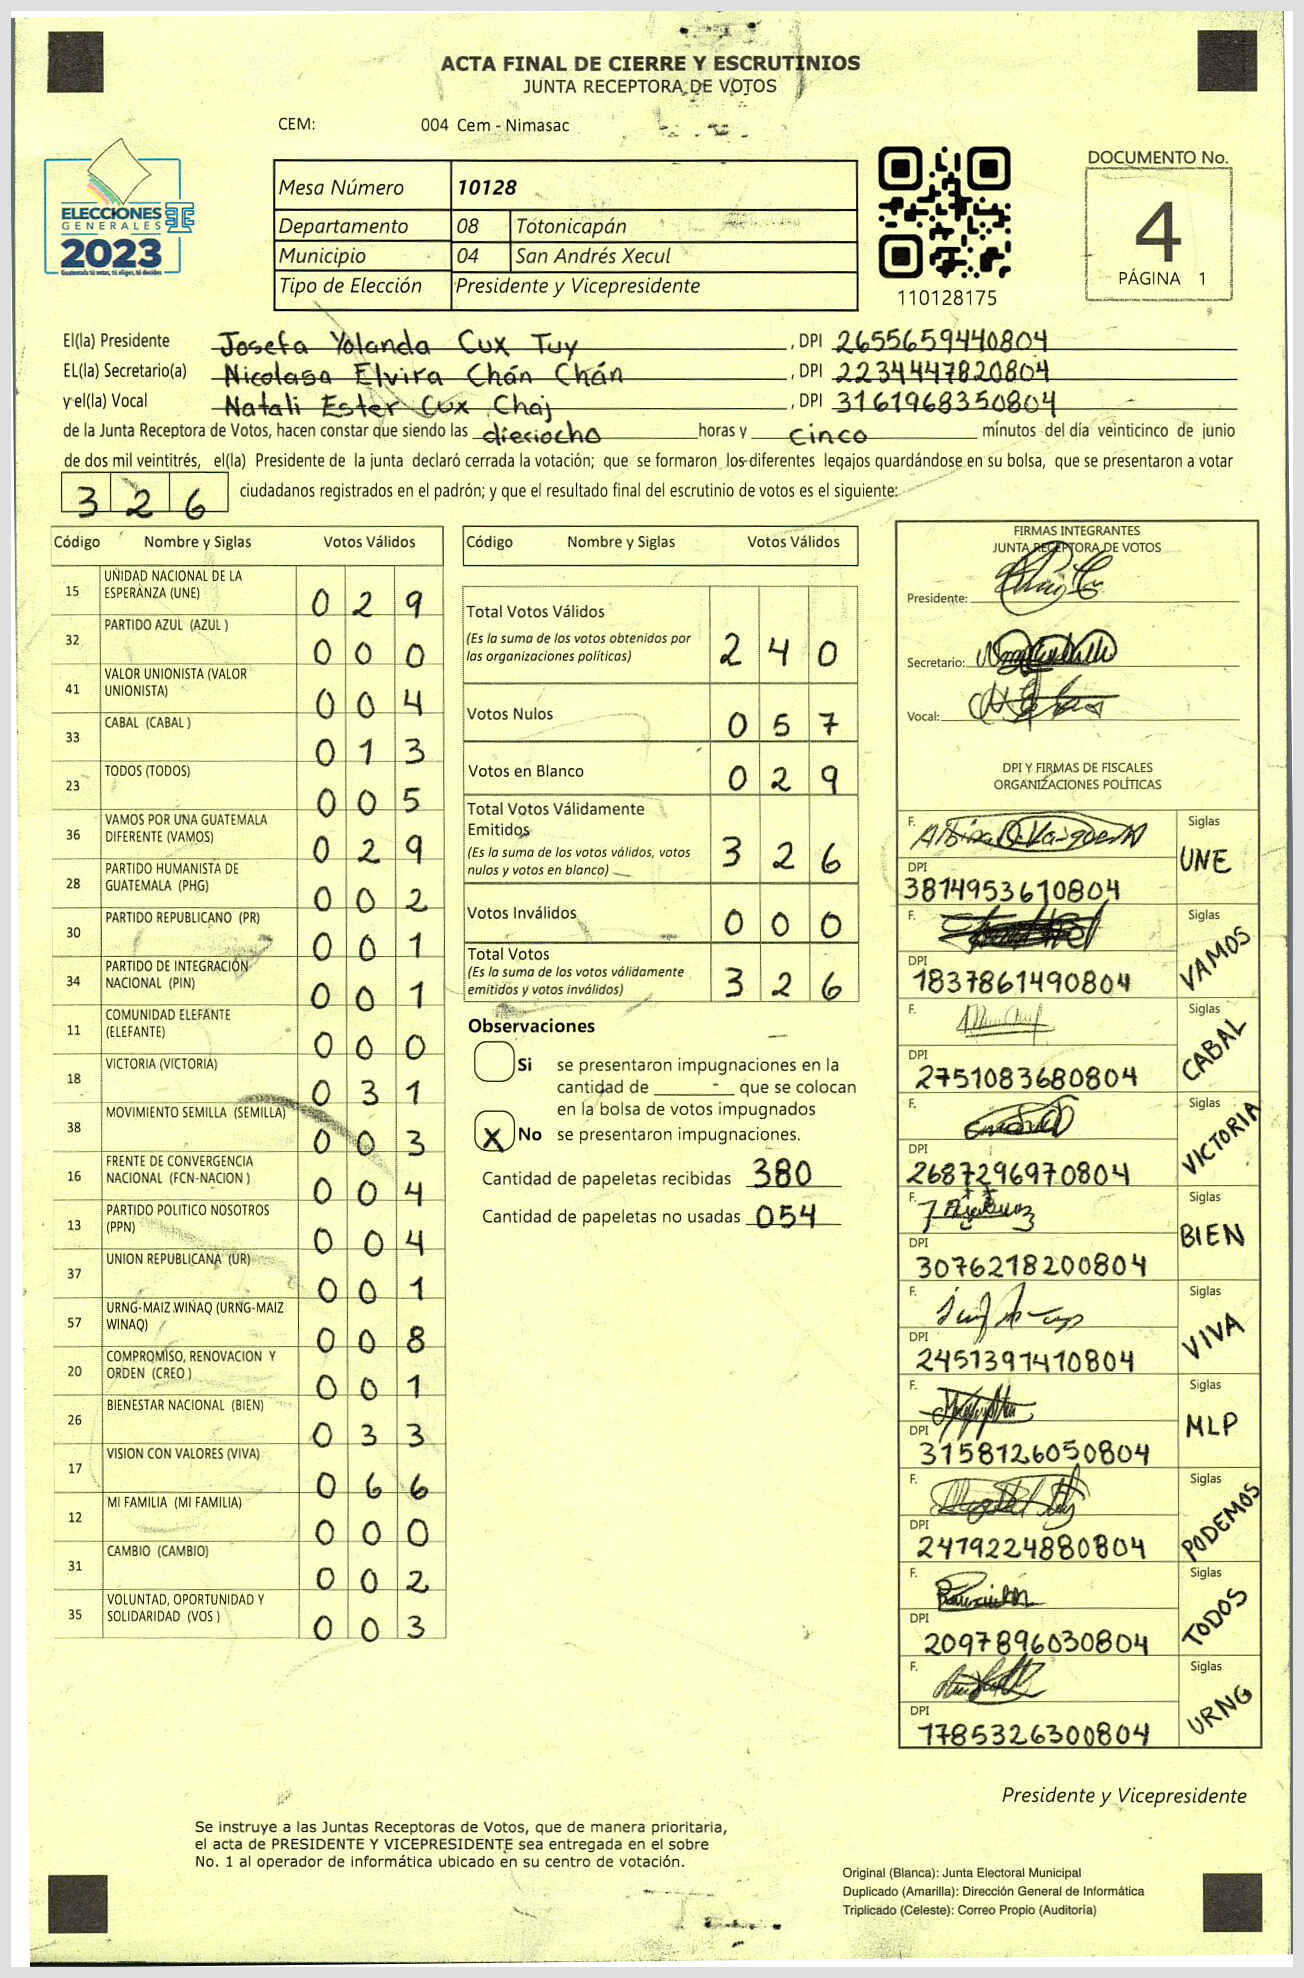 ACTA FINAL DE CIERRE Y ESCRUTINIOS
JUNTA RECEPTORA DE VOTOS
CEM: 004 Cem - Nimasac
ELECCIONES
GENERALES
2023
Guatemala tú votas, tú eliges, tú decides
Mesa Número 10128
Departamento 08 Totonicapán
Municipio 04 San Andrés Xecul
Tipo de Elección Presidente y Vicepresidente
110128175
DOCUMENTO No.
4
PÁGINA 1
El(la) Presidente Josefa Yolanda Cux Tuy , DPI 2655659440804
EL(la) Secretario(a) Nicolasa Elvira Chán Chán , DPI 2234447820804
y el(la) Vocal Natali Ester Cux Chaj , DPI 3161968350804
de la Junta Receptora de Votos, hacen constar que siendo las dieciocho horas y cinco minutos del día veinticinco de junio
de dos mil veintitrés, el(la) Presidente de la junta declaró cerrada la votación; que se formaron los diferentes legajos guardándose en su bolsa, que se presentaron a votar
3 2 6 ciudadanos registrados en el padrón; y que el resultado final del escrutinio de votos es el siguiente:
Código Nombre y Siglas Votos Válidos
15 UNIDAD NACIONAL DE LA ESPERANZA (UNE) 0 2 9
32 PARTIDO AZUL (AZUL ) 0 0 0
41 VALOR UNIONISTA (VALOR UNIONISTA) 0 0 4
33 CABAL (CABAL ) 0 1 3
23 TODOS (TODOS) 0 0 5
36 VAMOS POR UNA GUATEMALA DIFERENTE (VAMOS) 0 2 9
28 PARTIDO HUMANISTA DE GUATEMALA (PHG) 0 0 2
30 PARTIDO REPUBLICANO (PR) 0 0 1
34 PARTIDO DE INTEGRACIÓN NACIONAL (PIN) 0 0 1
11 COMUNIDAD ELEFANTE (ELEFANTE) 0 0 0
18 VICTORIA (VICTORIA) 0 3 1
38 MOVIMIENTO SEMILLA (SEMILLA) 0 0 3
16 FRENTE DE CONVERGENCIA NACIONAL (FCN-NACION ) 0 0 4
13 PARTIDO POLITICO NOSOTROS (PPN) 0 0 4
37 UNION REPUBLICANA (UR) 0 0 1
57 URNG-MAIZ WINAQ (URNG-MAIZ WINAQ) 0 0 8
20 COMPROMISO, RENOVACION Y ORDEN (CREO ) 0 0 1
26 BIENESTAR NACIONAL (BIEN) 0 3 3
17 VISION CON VALORES (VIVA) 0 6 6
12 MI FAMILIA (MI FAMILIA) 0 0 0
31 CAMBIO (CAMBIO) 0 0 2
35 VOLUNTAD, OPORTUNIDAD Y SOLIDARIDAD (VOS ) 0 0 3
Código Nombre y Siglas Votos Válidos
Total Votos Válidos 2 4 0
(Es la suma de los votos obtenidos por
las organizaciones políticas)
Votos Nulos 0 5 7
Votos en Blanco 0 2 9
Total Votos Válidamente
Emitidos 3 2 6
(Es la suma de los votos válidos, votos
nulos y votos en blanco)
Votos Inválidos 0 0 0
Total Votos 3 2 6
(Es la suma de los votos válidamente
emitidos y votos inválidos)
Observaciones
Si se presentaron impugnaciones en la
cantidad de - que se colocan
en la bolsa de votos impugnados
X No se presentaron impugnaciones.
Cantidad de papeletas recibidas 380
Cantidad de papeletas no usadas 054
FIRMAS INTEGRANTES
JUNTA RECEPTORA DE VOTOS
Presidente:
Secretario:
Vocal:
DPI Y FIRMAS DE FISCALES
ORGANIZACIONES POLÍTICAS
F. Siglas
DPI 3814953610804 UNE
F. Siglas
DPI 1837861490804 VAMOS
F. Siglas
DPI 2751083680804 CABAL
F. Siglas
DPI 2687296970804 VICTORIA
F. Siglas
DPI 3076218200804 BIEN
F. Siglas
DPI 2451391410804 VIVA
F. Siglas
DPI 3158126050804 MLP
F. Siglas
DPI 2419224880804 PODEMOS
F. Siglas
DPI 2097896030804 TODOS
F. Siglas
DPI 1785326300804 URNG
Presidente y Vicepresidente
Se instruye a las Juntas Receptoras de Votos, que de manera prioritaria,
el acta de PRESIDENTE Y VICEPRESIDENTE sea entregada en el sobre
No. 1 al operador de informática ubicado en su centro de votación.
Original (Blanca): Junta Electoral Municipal
Duplicado (Amarilla): Dirección General de Informática
Triplicado (Celeste): Correo Propio (Auditoría)